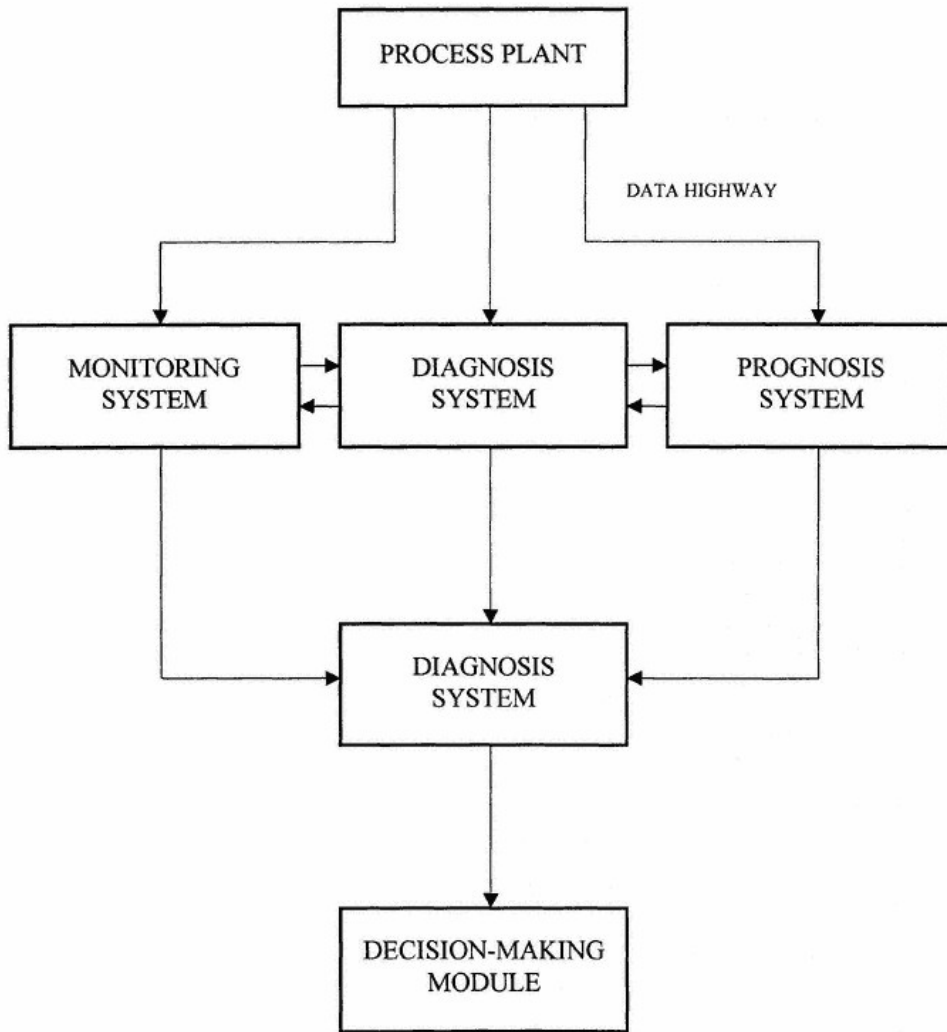 PROCESS PLANT
DATA HIGHWAY
MONITORING
SYSTEM
DIAGNOSIS
SYSTEM
PROGNOSIS
SYSTEM
DIAGNOSIS
SYSTEM
DECISION-MAKING
MODULE